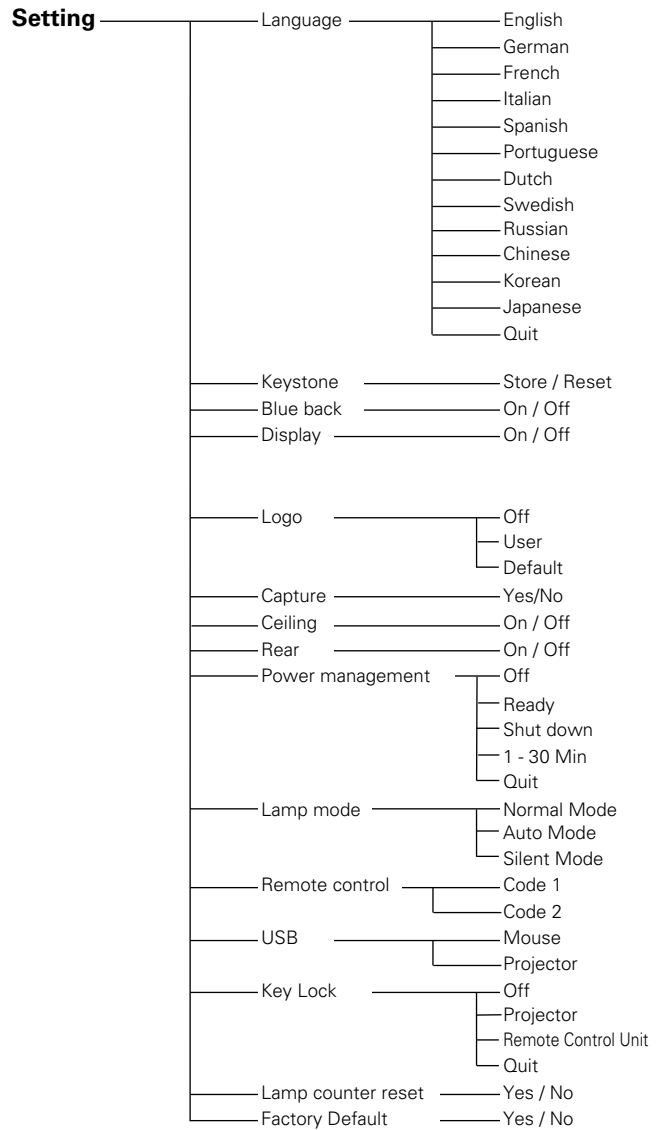 Setting Language English
German
French
Italian
Spanish
Portuguese
Dutch
Swedish
Russian
Chinese
Korean
Japanese
Quit
Keystone Store / Reset
Blue back On / Off
Display On / Off
Logo Off
User
Default
Capture Yes/No
Ceiling On / Off
Rear On / Off
Power management Off
Ready
Shut down
1 - 30 Min
Quit
Lamp mode Normal Mode
Auto Mode
Silent Mode
Remote control Code 1
Code 2
USB Mouse
Projector
Key Lock Off
Projector
Remote Control Unit
Quit
Lamp counter reset Yes / No
Factory Default Yes / No